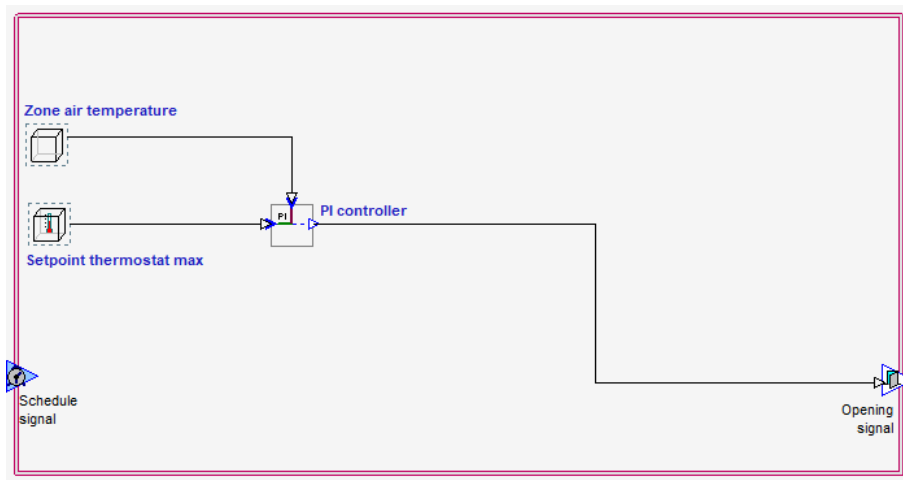 Zone air temperature
PI
PI controller
Setpoint thermostat max
Schedule
signal
Opening
signal